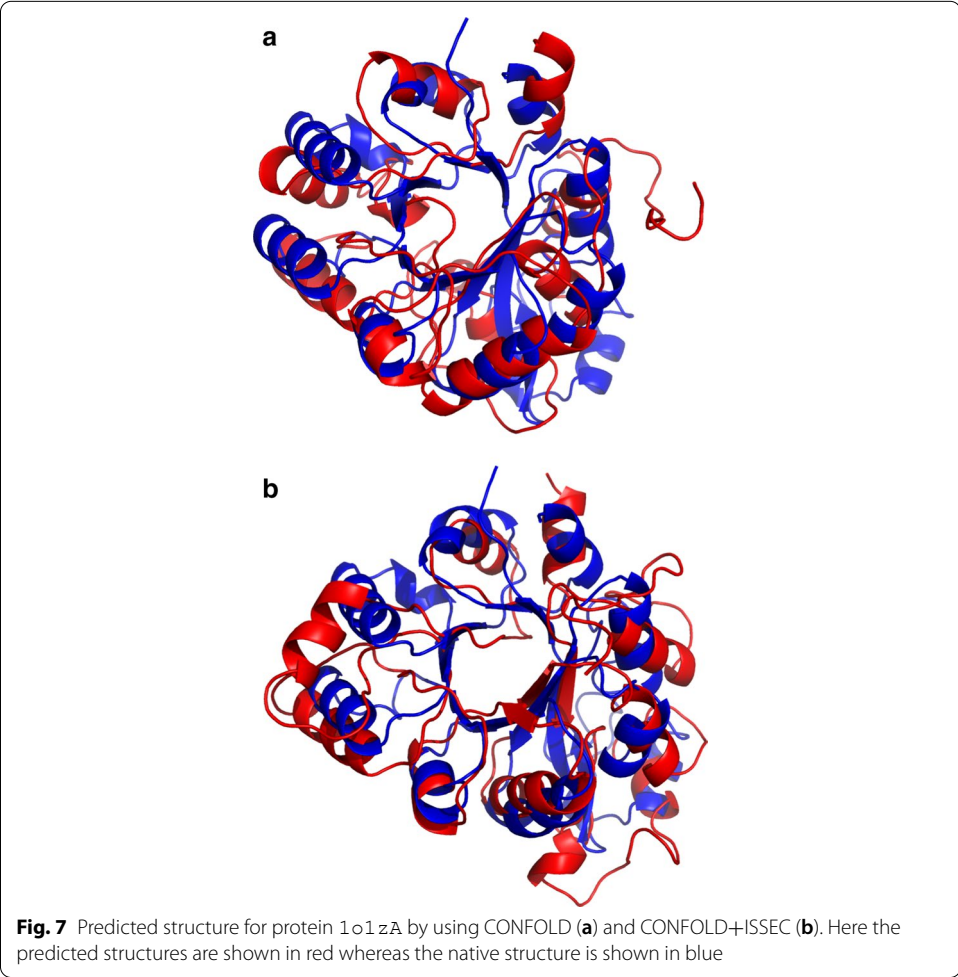 a
b
Fig. 7 Predicted structure for protein 1o1zA by using CONFOLD (a) and CONFOLD+ISSEC (b). Here the
predicted structures are shown in red whereas the native structure is shown in blue